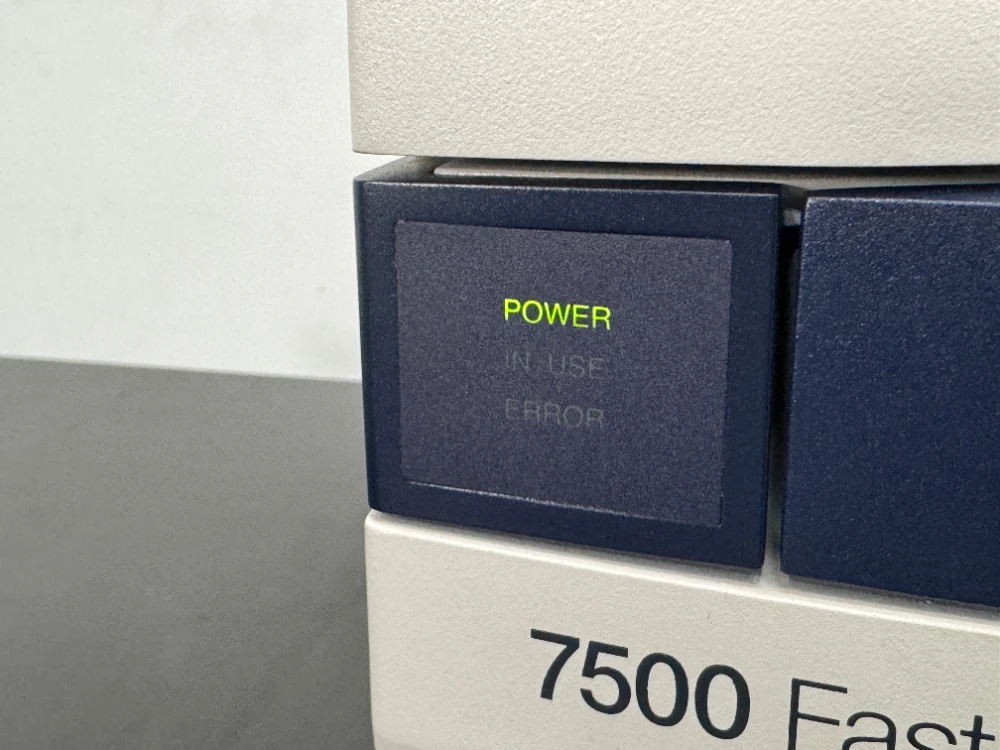 POWER
IN USE
ERROR
7500 Fast